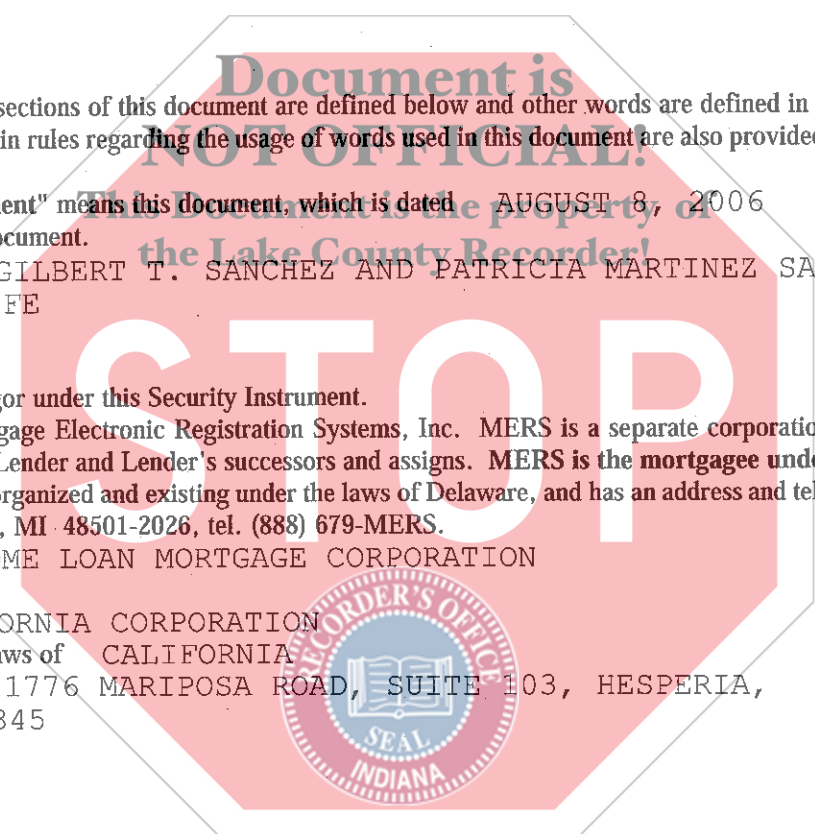 Document is
sections of this document are defined below and other words are defined in
in rules regarding the usage of words used in this document are also provided
NOT OFFICIAL!
ent" means this document, which is dated AUGUST 8, 2006
This Document is the property of
ocument.
the Lake County Recorder!
GILBERT T. SANCHEZ AND PATRICIA MARTINEZ SA
FE
STOP
gor under this Security Instrument.
gage Electronic Registration Systems, Inc. MERS is a separate corporatio
Lender and Lender's successors and assigns. MERS is the mortgagee unde
organized and existing under the laws of Delaware, and has an address and tel
, MI 48501-2026, tel. (888) 679-MERS.
ME LOAN MORTGAGE CORPORATION
ORNIA CORPORATION
aws of CALIFORNIA
1776 MARIPOSA ROAD, SUITE 103, HESPERIA,
345
RECORDER'S OFFICE
SEAL
INDIANA